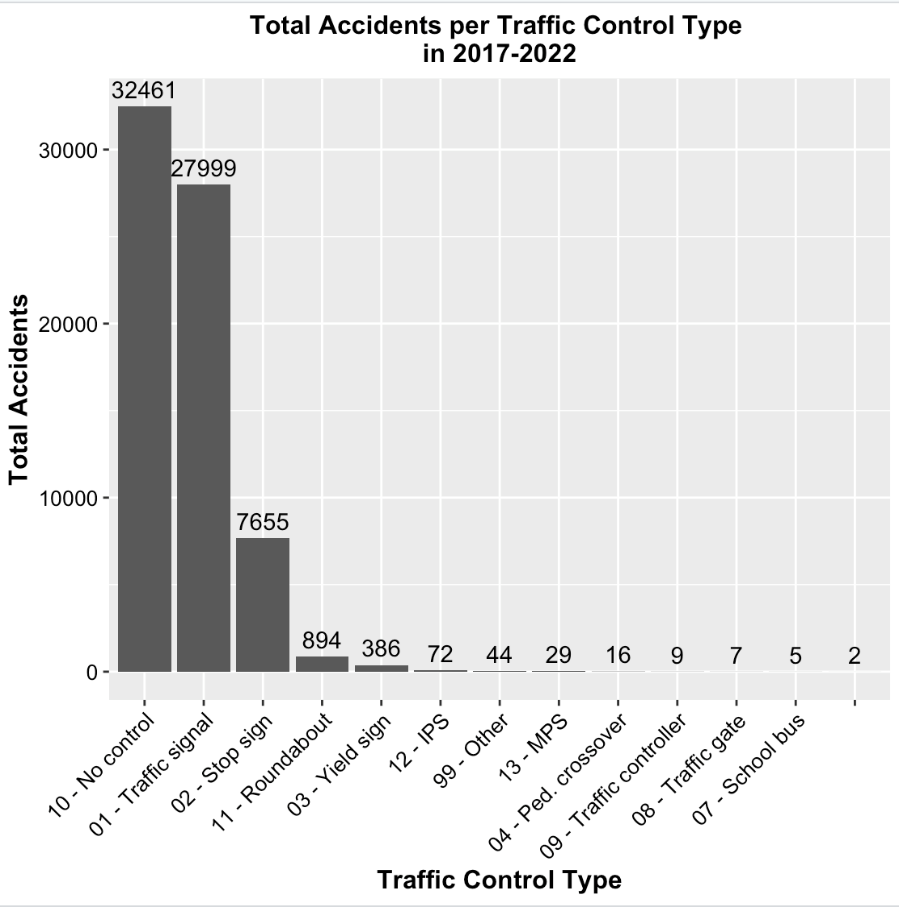 Total Accidents per Traffic Control Type
in 2017-2022
Total Accidents
30000
20000
10000
0
32461
27999
7655
894
386
72
44
29
16
9
7
5
2
10 - No control
01 - Traffic signal
02 - Stop sign
11 - Roundabout
03 - Yield sign
12 - IPS
99 - Other
13 - MPS
04 - Ped. crossover
09 - Traffic controller
08 - Traffic gate
07 - School bus
Traffic Control Type